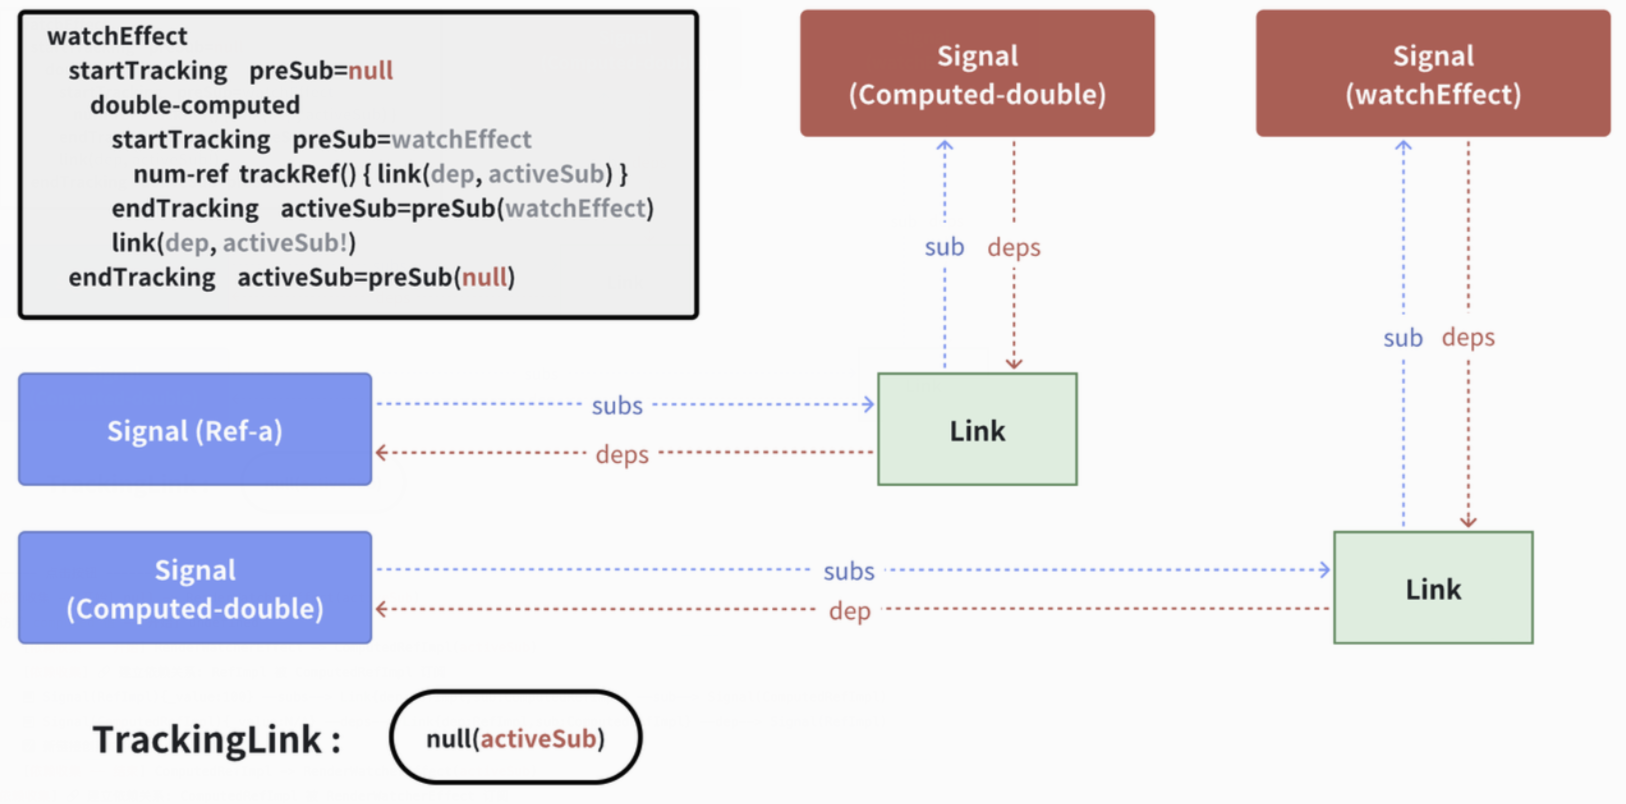 watchEffect
startTracking preSub=null
double-computed
startTracking preSub=watchEffect
num-ref trackRef() { link(dep, activeSub) }
endTracking activeSub=preSub(watchEffect)
link(dep, activeSub!)
endTracking activeSub=preSub(null)
Signal
(Computed-double)
Signal
(watchEffect)
sub deps
sub deps
Signal (Ref-a)
subs
deps
Link
Signal
(Computed-double)
subs
dep
Link
TrackingLink :
null(activeSub)